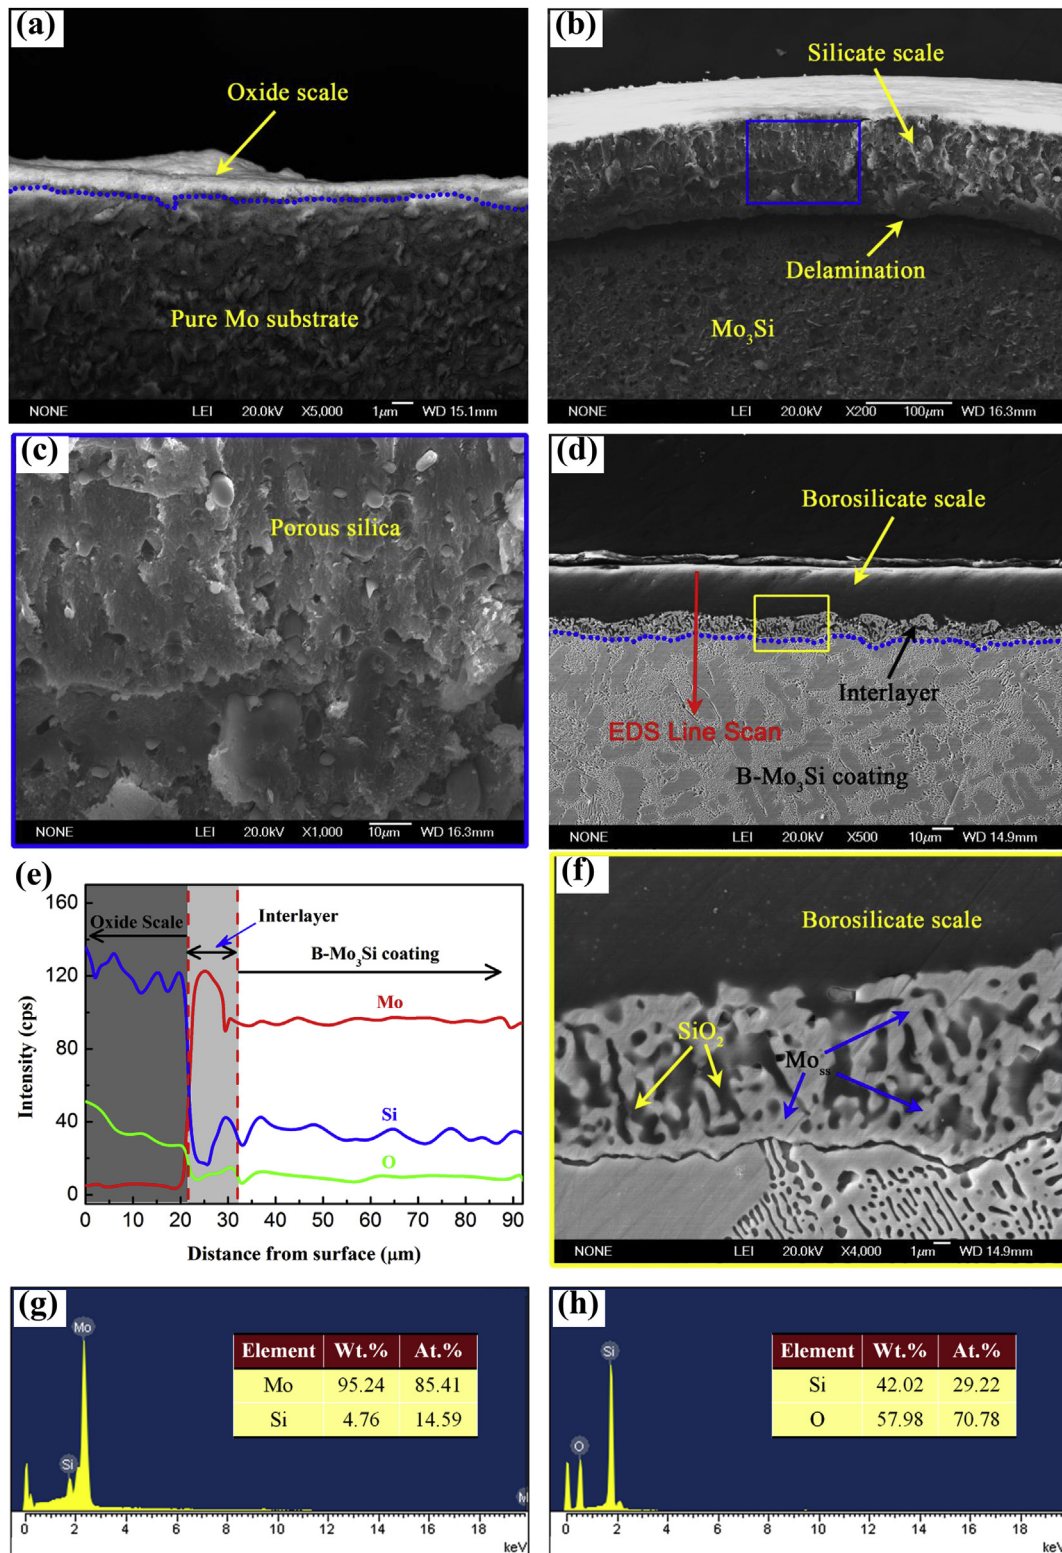 (a)
Oxide scale
Pure Mo substrate
NONE LEI 20.0kV X5,000 1μm WD 15.1mm
(b)
Silicate scale
Delamination
Mo₃Si
NONE LEI 20.0kV X200 100μm WD 16.3mm
(c)
Porous silica
NONE LEI 20.0kV X1,000 10μm WD 16.3mm
(d)
Borosilicate scale
Interlayer
EDS Line Scan
B-Mo₃Si coating
NONE LEI 20.0kV X500 10μm WD 14.9mm
(e)
160
120
80
40
0
Intensity (cps)
Oxide Scale
Interlayer
B-Mo₃Si coating
Mo
Si
O
0 10 20 30 40 50 60 70 80 90
Distance from surface (μm)
(f)
Borosilicate scale
SiO₂
Moss
NONE LEI 20.0kV X4,000 1μm WD 14.9mm
(g)
Mo
Si
M
Element Wt.% At.%
Mo 95.24 85.41
Si 4.76 14.59
0 2 4 6 8 10 12 14 16 18
keV
(h)
Si
O
Element Wt.% At.%
Si 42.02 29.22
O 57.98 70.78
0 2 4 6 8 10 12 14 16 18
keV